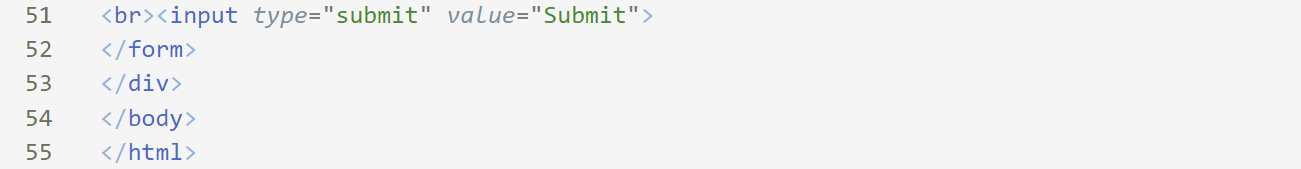 51 <br><input type="submit" value="Submit">
52 </form>
53 </div>
54 </body>
55 </html>